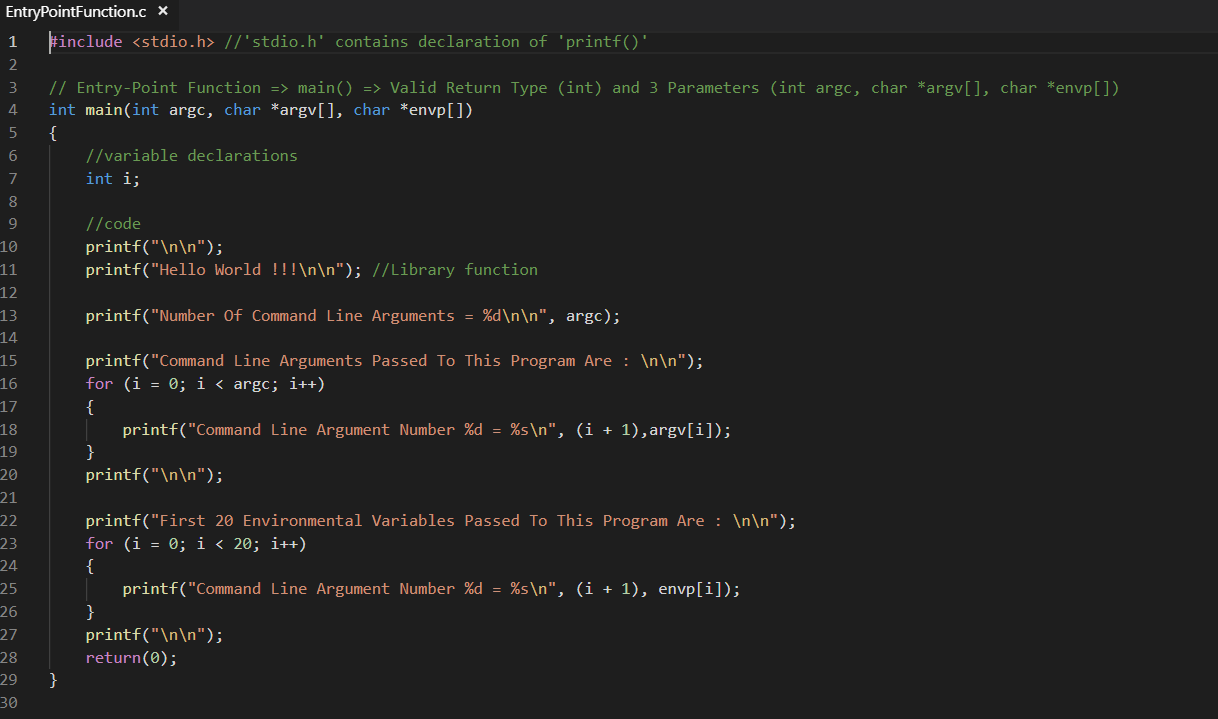 EntryPointFunction.c ×
1 #include <stdio.h> //'stdio.h' contains declaration of 'printf()'
2
3 // Entry-Point Function => main() => Valid Return Type (int) and 3 Parameters (int argc, char *argv[], char *envp[])
4 int main(int argc, char *argv[], char *envp[])
5 {
6     //variable declarations
7     int i;
8
9     //code
10     printf("\n\n");
11     printf("Hello World !!!\n\n"); //Library function
12
13     printf("Number Of Command Line Arguments = %d\n\n", argc);
14
15     printf("Command Line Arguments Passed To This Program Are : \n\n");
16     for (i = 0; i < argc; i++)
17     {
18         printf("Command Line Argument Number %d = %s\n", (i + 1),argv[i]);
19     }
20     printf("\n\n");
21
22     printf("First 20 Environmental Variables Passed To This Program Are : \n\n");
23     for (i = 0; i < 20; i++)
24     {
25         printf("Command Line Argument Number %d = %s\n", (i + 1), envp[i]);
26     }
27     printf("\n\n");
28     return(0);
29 }
30